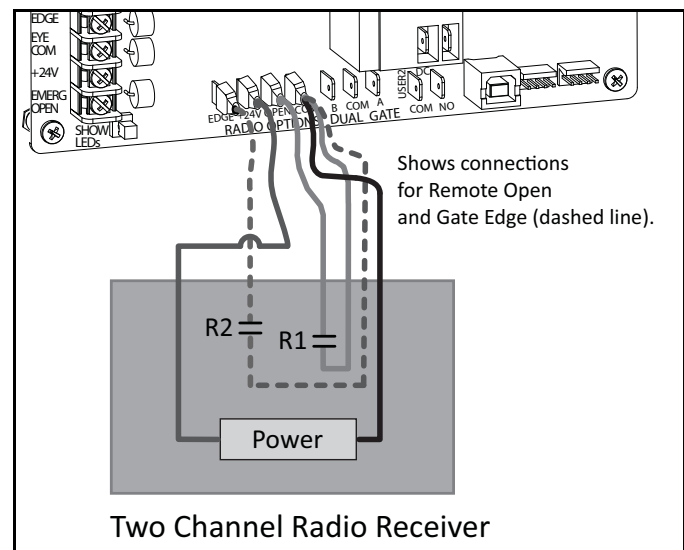 EDGE
EYE
COM
+24V
EMERG
OPEN
SHOW
LEDs
EDGE +24V OPEN CO
RADIO OPTIONS
B COM A
DUAL GATE
USER2
DC
COM NO
Shows connections
for Remote Open
and Gate Edge (dashed line).
R2
R1
Power
Two Channel Radio Receiver